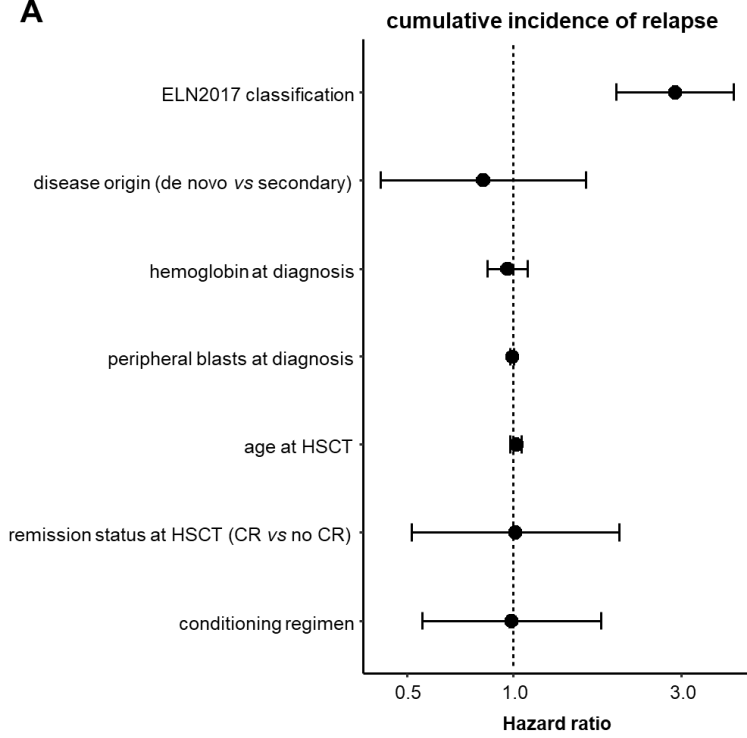 A
cumulative incidence of relapse
ELN2017 classification
disease origin (de novo vs secondary)
hemoglobin at diagnosis
peripheral blasts at diagnosis
age at HSCT
remission status at HSCT (CR vs no CR)
conditioning regimen
0.5 1.0 3.0
Hazard ratio